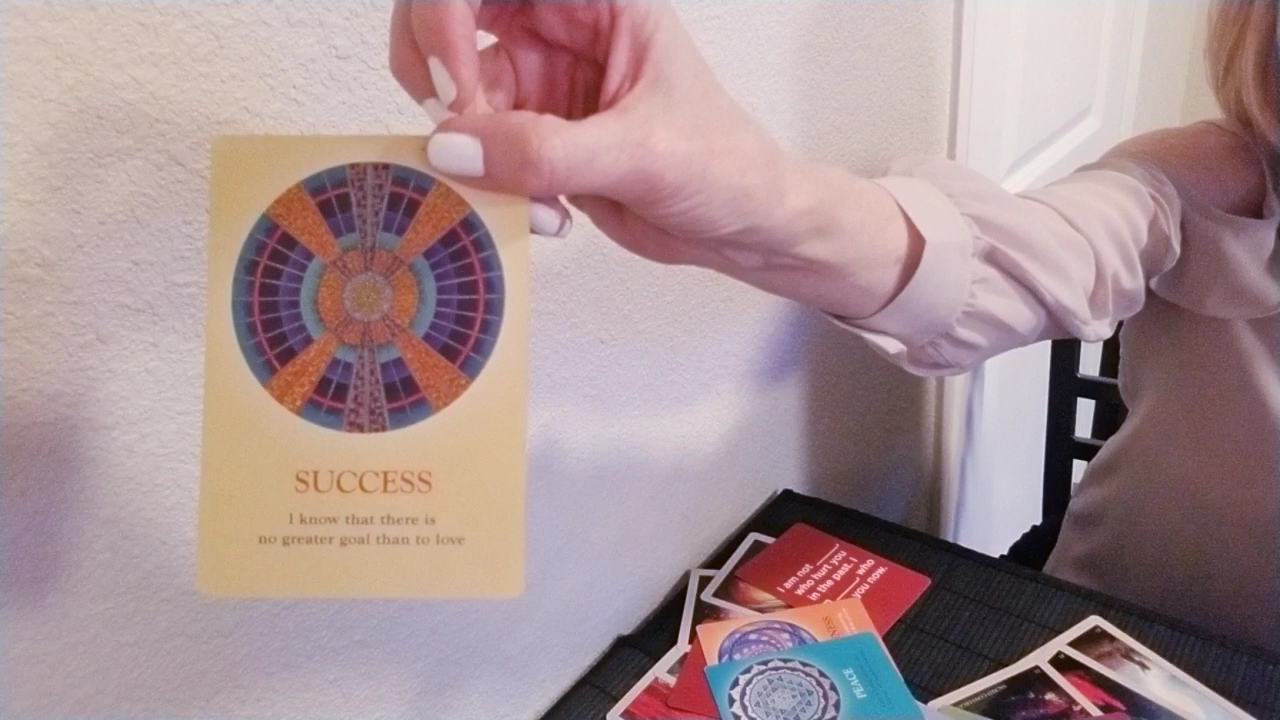 SUCCESS
I know that there is
no greater goal than to love
I am not
who hurt you
in the past. I
who
you now.
PEACE